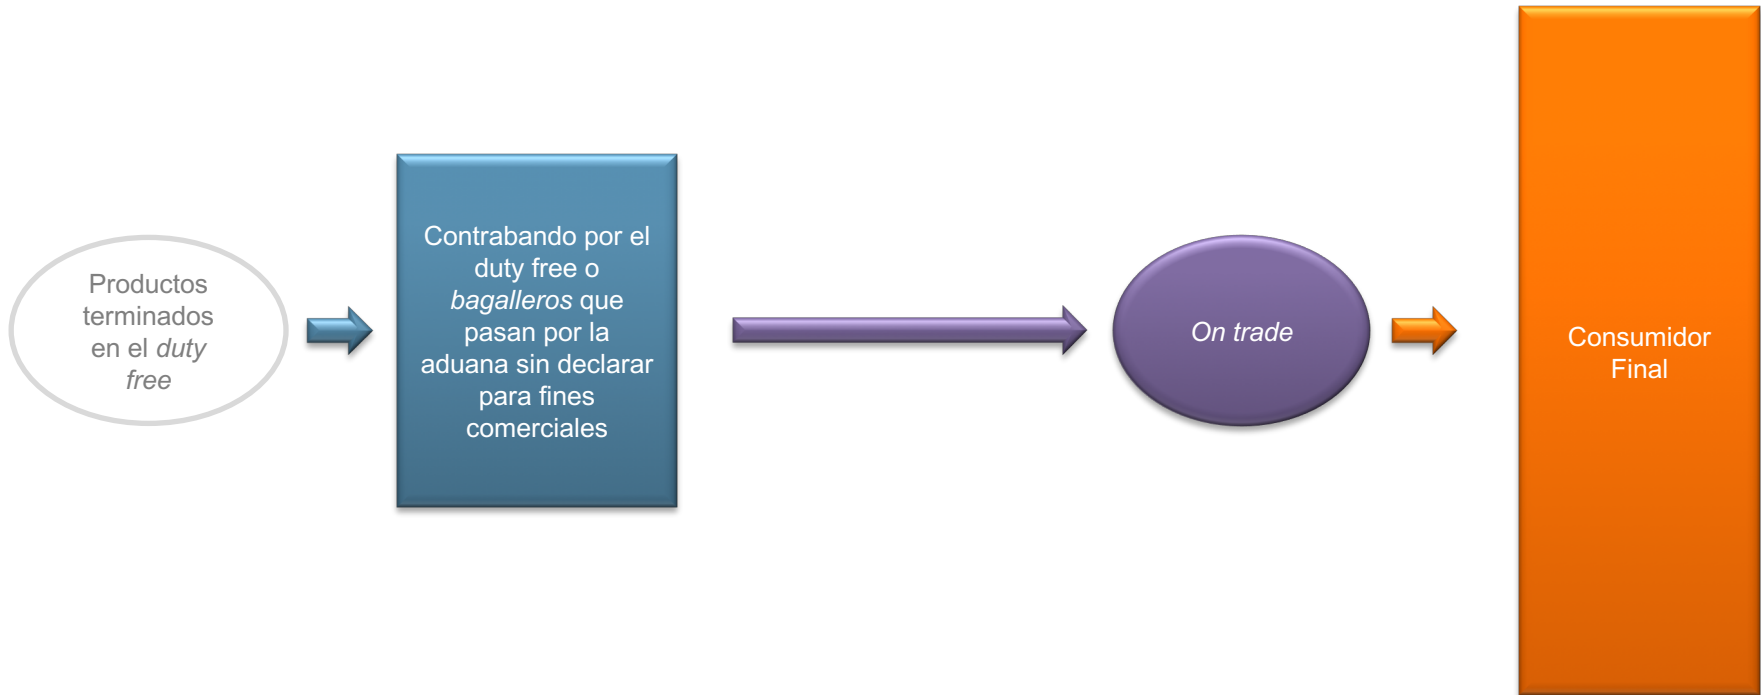 Productos
terminados
en el duty
free
Contrabando por el
duty free o
bagalleros que
pasan por la
aduana sin declarar
para fines
comerciales
On trade
Consumidor
Final